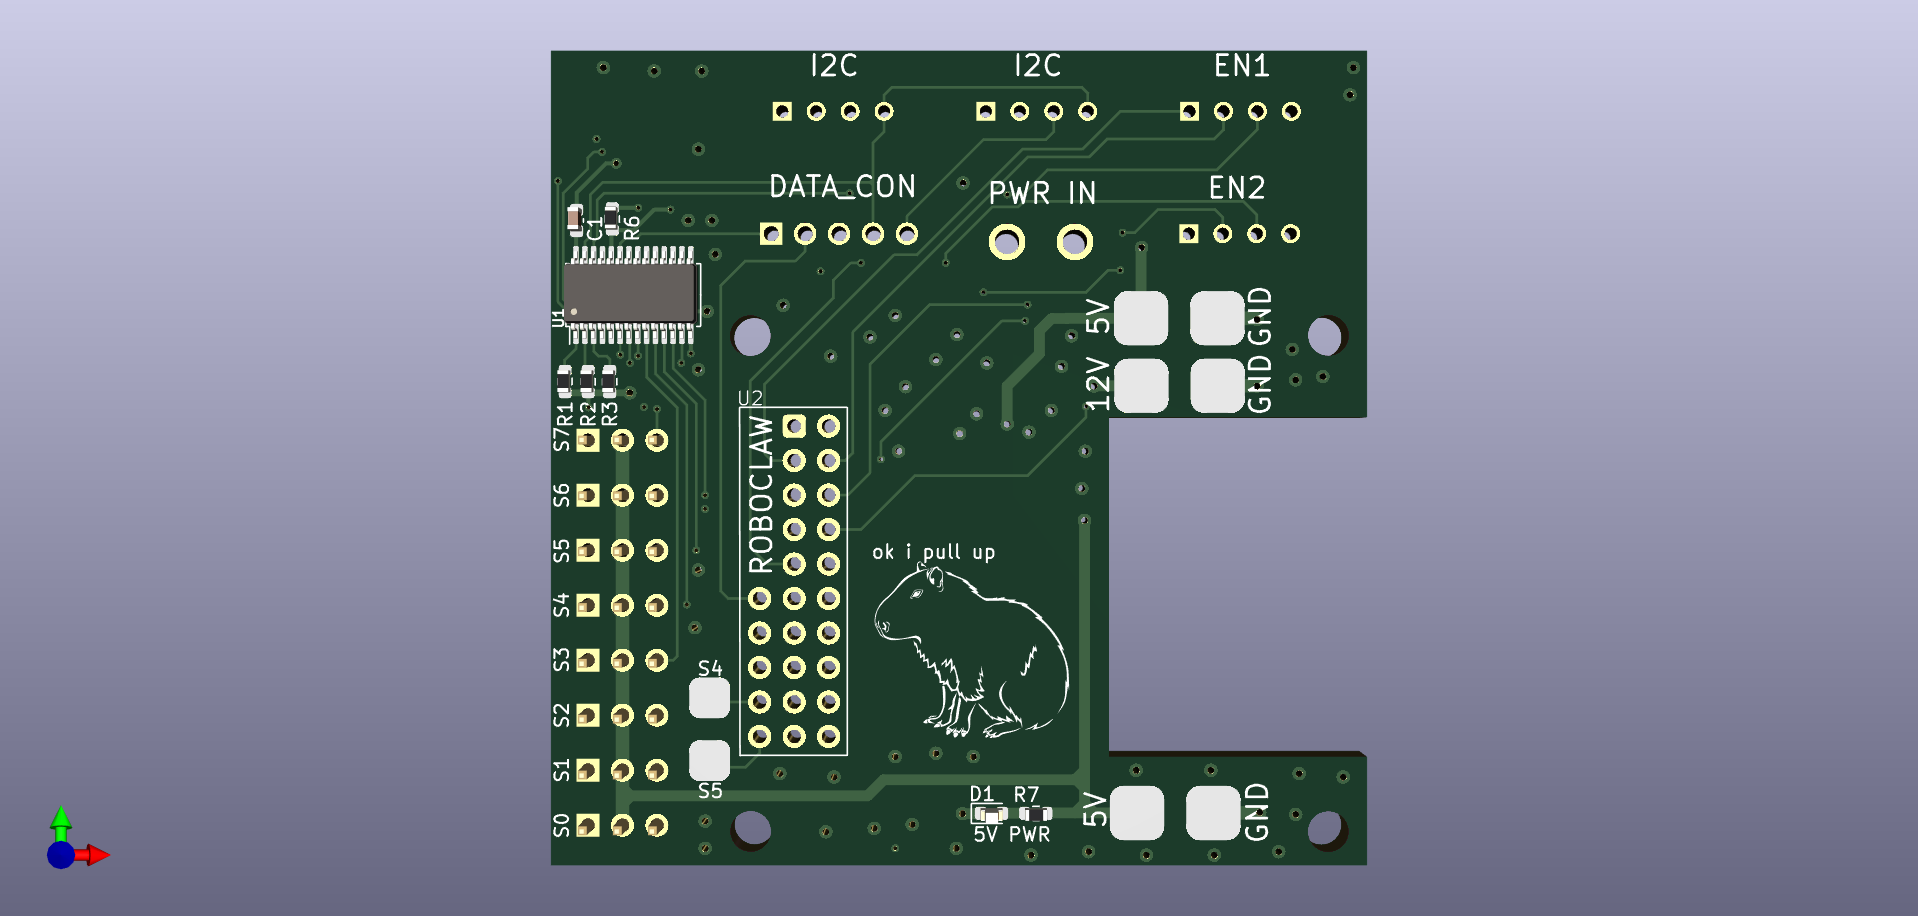 I2C
I2C
EN1
DATA_CON
PWR IN
EN2
C1
R6
U1
5V
GND
12V
GND
R1
R2
R3
U2
ROBOCLAW
S7
S6
S5
S4
S3
S2
S1
S0
ok i pull up
S4
S5
D1
R7
5V
PWR
5V
GND